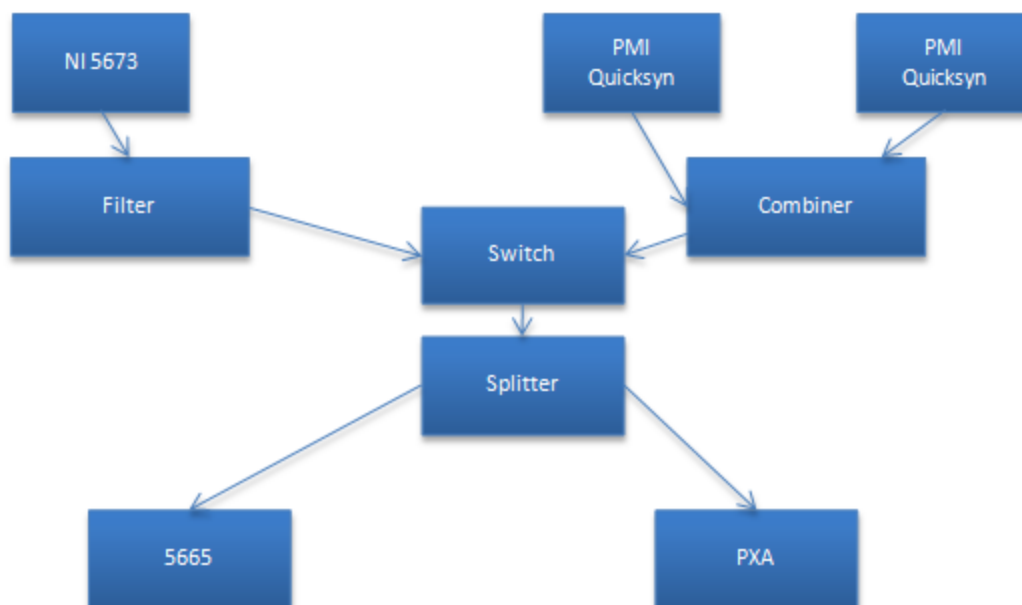 NI 5673
PMI
Quicksyn
PMI
Quicksyn
Filter
Combiner
Switch
Splitter
5665
PXA